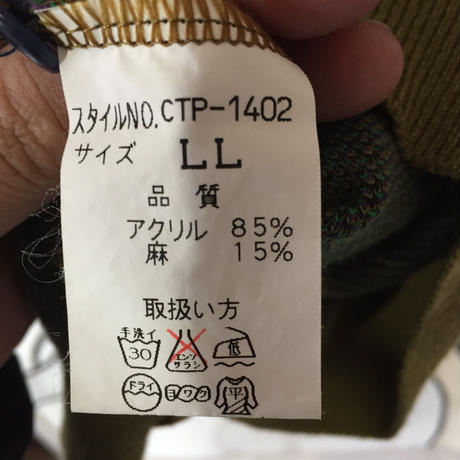 スタイルNO. CTP-1402
サイズ LL
品質
アクリル 85%
麻 15%
取扱い方
手洗イ 30 エンソサラシ 低
ドライ ヨワク 平